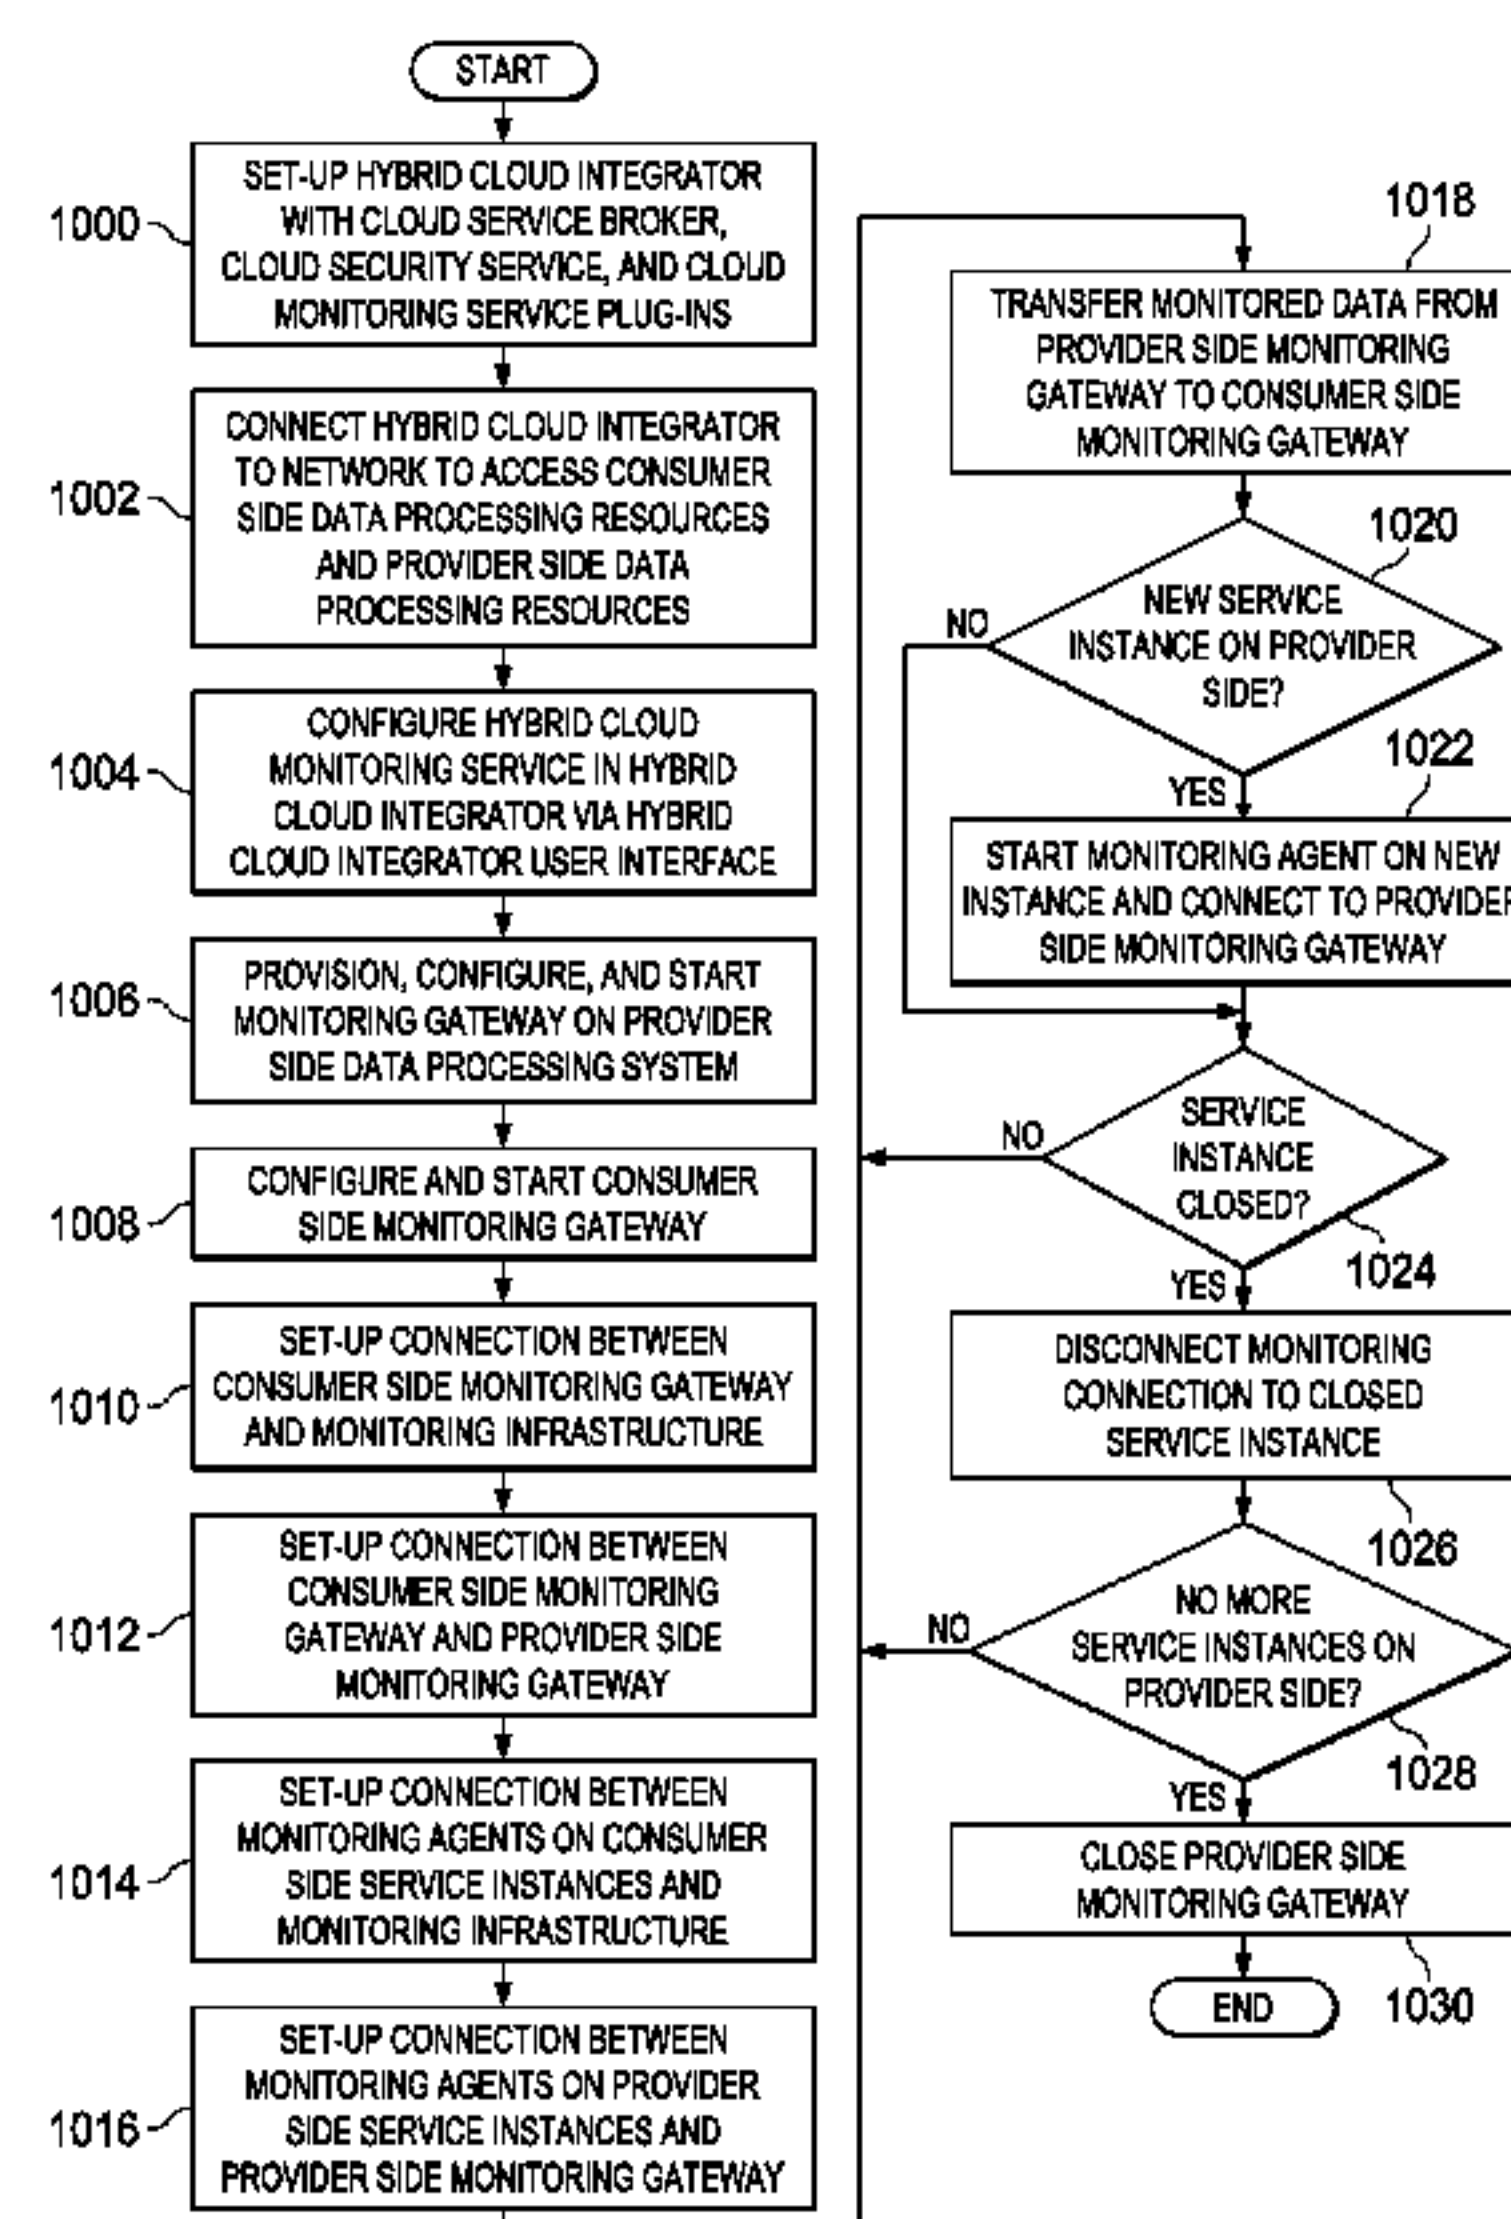 START
1000
SET-UP HYBRID CLOUD INTEGRATOR
WITH CLOUD SERVICE BROKER,
CLOUD SECURITY SERVICE, AND CLOUD
MONITORING SERVICE PLUG-INS
1002
CONNECT HYBRID CLOUD INTEGRATOR
TO NETWORK TO ACCESS CONSUMER
SIDE DATA PROCESSING RESOURCES
AND PROVIDER SIDE DATA
PROCESSING RESOURCES
1004
CONFIGURE HYBRID CLOUD
MONITORING SERVICE IN HYBRID
CLOUD INTEGRATOR VIA HYBRID
CLOUD INTEGRATOR USER INTERFACE
1006
PROVISION, CONFIGURE, AND START
MONITORING GATEWAY ON PROVIDER
SIDE DATA PROCESSING SYSTEM
1008
CONFIGURE AND START CONSUMER
SIDE MONITORING GATEWAY
1010
SET-UP CONNECTION BETWEEN
CONSUMER SIDE MONITORING GATEWAY
AND MONITORING INFRASTRUCTURE
1012
SET-UP CONNECTION BETWEEN
CONSUMER SIDE MONITORING
GATEWAY AND PROVIDER SIDE
MONITORING GATEWAY
1014
SET-UP CONNECTION BETWEEN
MONITORING AGENTS ON CONSUMER
SIDE SERVICE INSTANCES AND
MONITORING INFRASTRUCTURE
1016
SET-UP CONNECTION BETWEEN
MONITORING AGENTS ON PROVIDER
SIDE SERVICE INSTANCES AND
PROVIDER SIDE MONITORING GATEWAY
1018
TRANSFER MONITORED DATA FROM
PROVIDER SIDE MONITORING
GATEWAY TO CONSUMER SIDE
MONITORING GATEWAY
1020
NEW SERVICE
INSTANCE ON PROVIDER
SIDE?
NO
YES
1022
START MONITORING AGENT ON NEW
INSTANCE AND CONNECT TO PROVIDER
SIDE MONITORING GATEWAY
SERVICE
INSTANCE
CLOSED?
NO
1024
YES
DISCONNECT MONITORING
CONNECTION TO CLOSED
SERVICE INSTANCE
1026
NO MORE
SERVICE INSTANCES ON
PROVIDER SIDE?
NO
1028
YES
CLOSE PROVIDER SIDE
MONITORING GATEWAY
1030
END